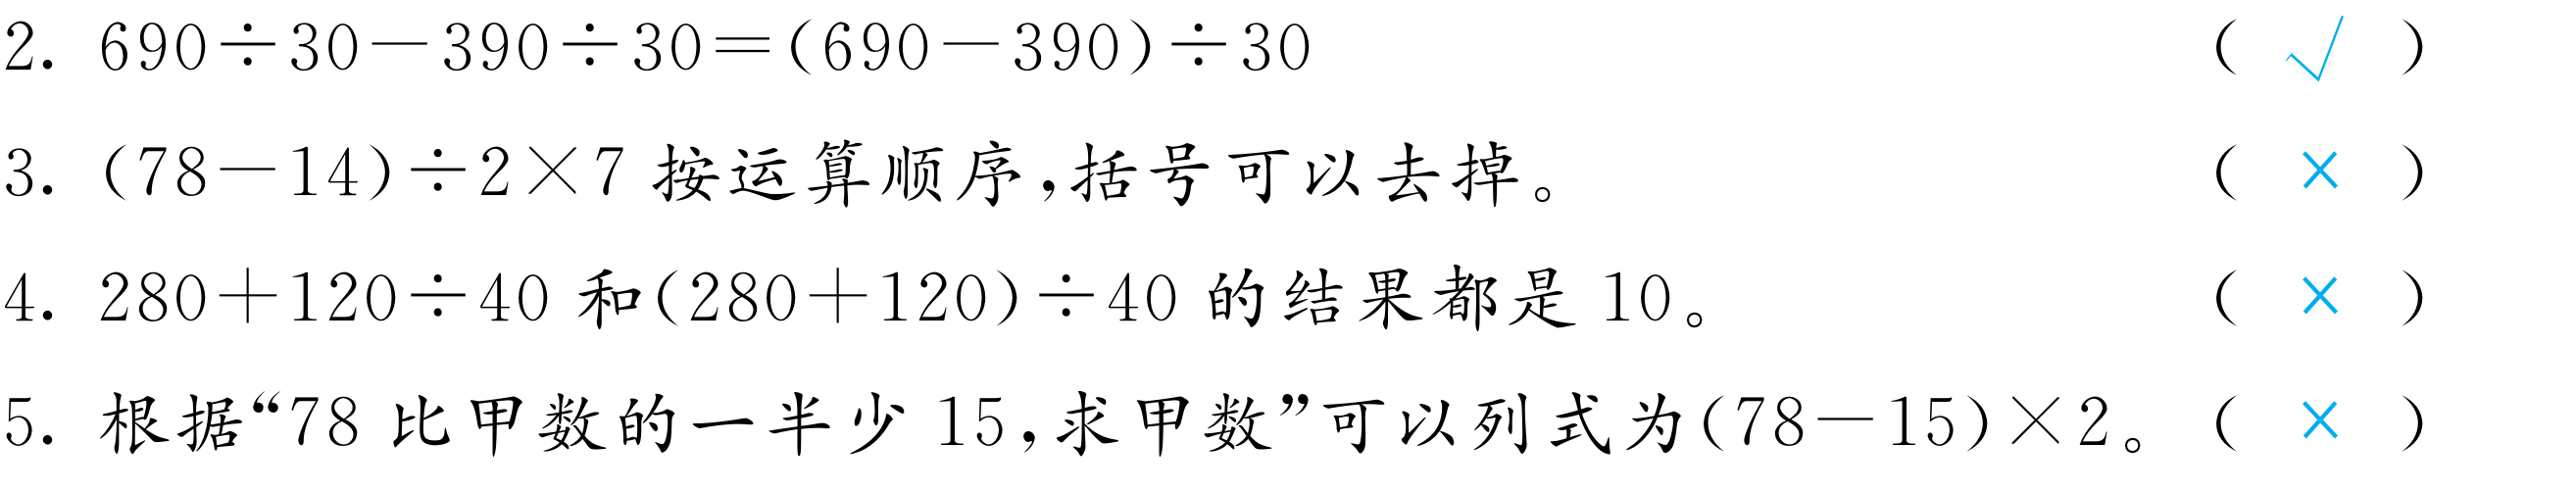 2. 690÷30－390÷30＝(690－390)÷30 ( √ )
3. (78－14)÷2×7 按运算顺序,括号可以去掉。 ( × )
4. 280＋120÷40 和(280＋120)÷40 的结果都是 10。 ( × )
5. 根据“78 比甲数的一半少 15,求甲数”可以列式为(78－15)×2。 ( × )